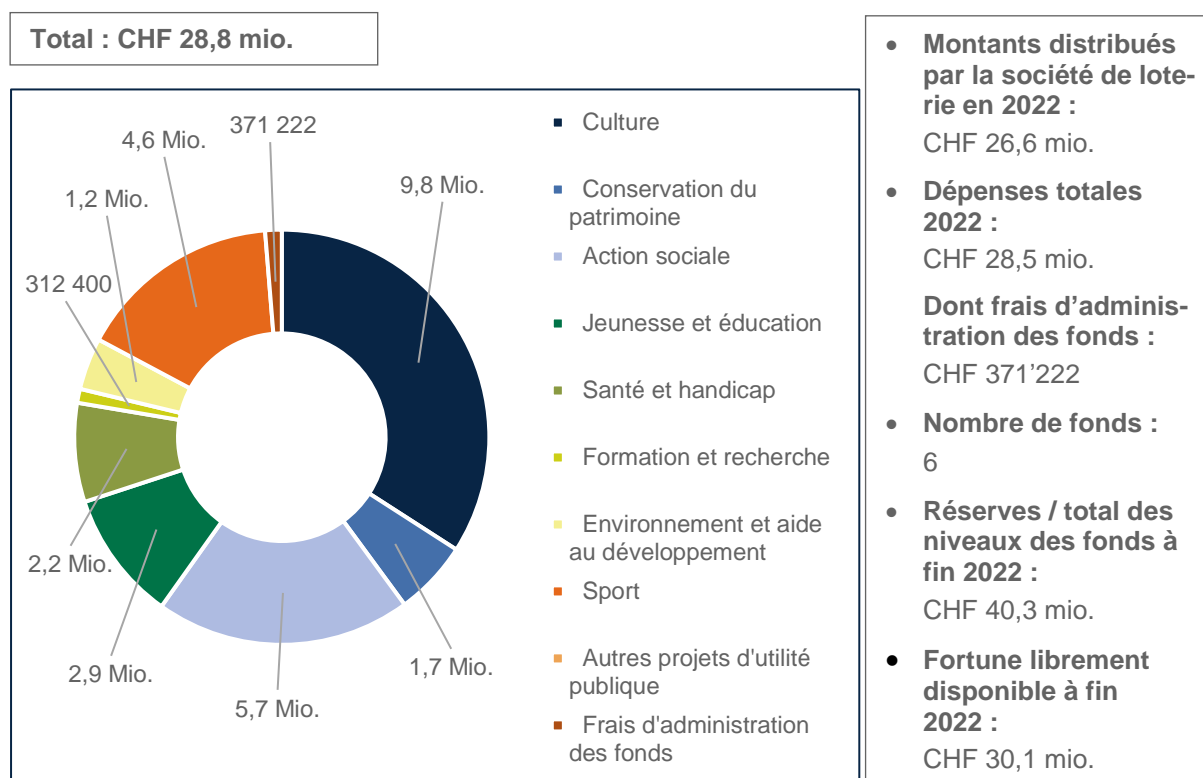 Total : CHF 28,8 mio.
371 222
4,6 Mio.
1,2 Mio.
312 400
2,2 Mio.
2,9 Mio.
5,7 Mio.
1,7 Mio.
9,8 Mio.
Culture
Conservation du
patrimoine
Action sociale
Jeunesse et éducation
Santé et handicap
Formation et recherche
Environnement et aide
au développement
Sport
Autres projets d'utilité
publique
Frais d'administration
des fonds
Montants distribués
par la société de lote-
rie en 2022 :
CHF 26,6 mio.
Dépenses totales
2022 :
CHF 28,5 mio.
Dont frais d’adminis-
tration des fonds :
CHF 371’222
Nombre de fonds :
6
Réserves / total des
niveaux des fonds à
fin 2022 :
CHF 40,3 mio.
Fortune librement
disponible à fin
2022 :
CHF 30,1 mio.